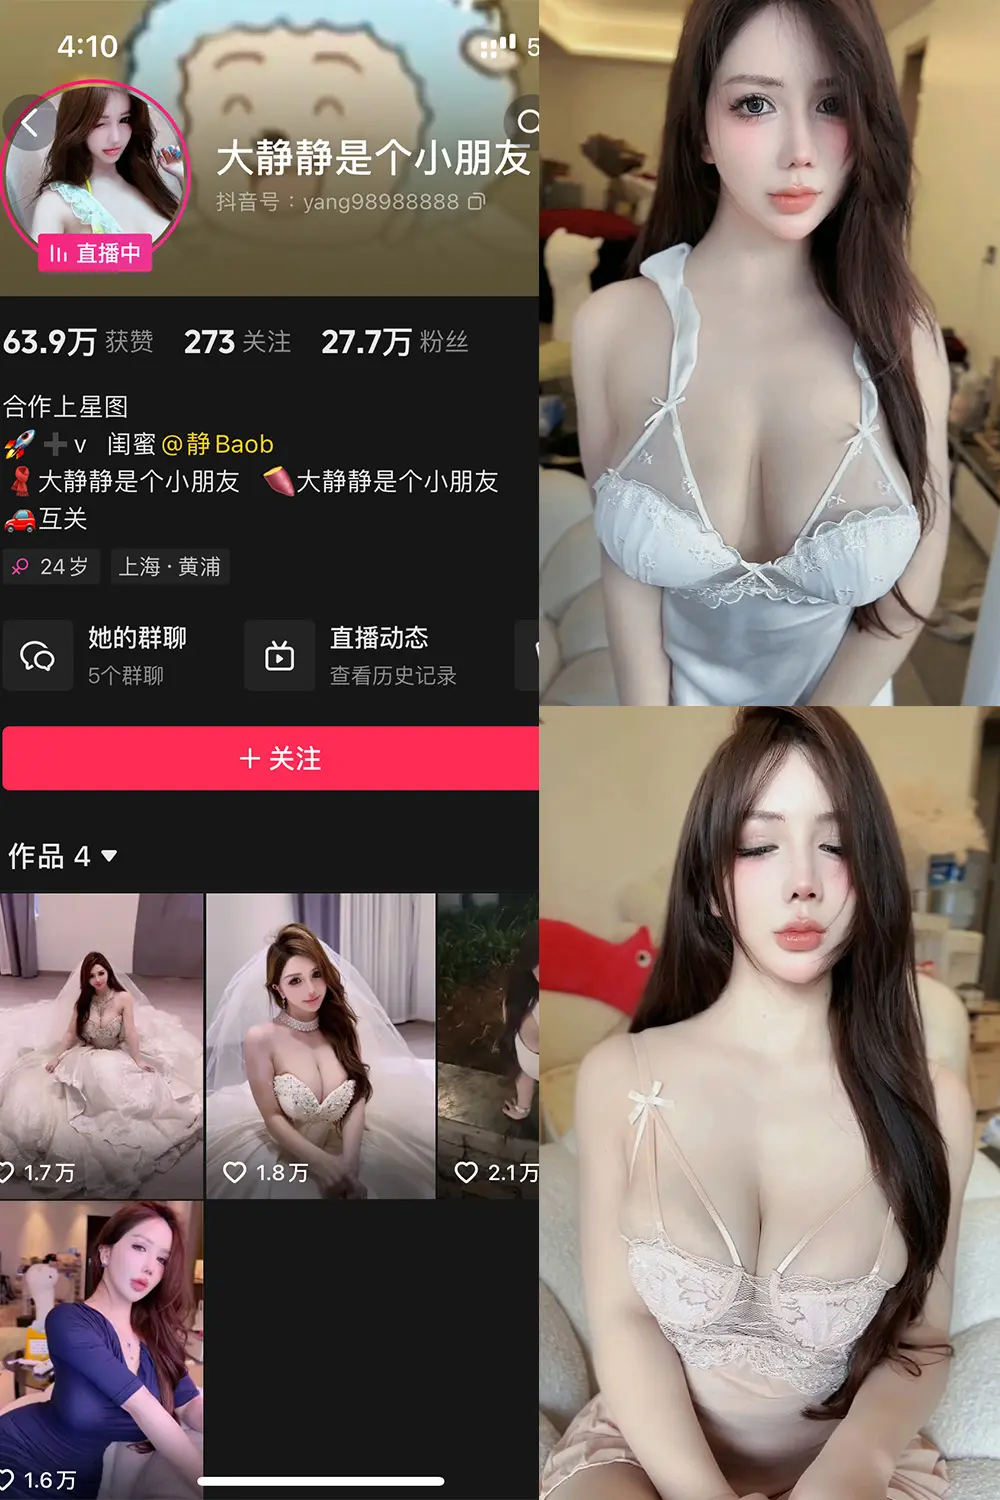 4:10
5
大静静是个小朋友
抖音号：yang98988888
直播中
63.9万 获赞 273 关注 27.7万 粉丝
合作上星图
🚀➕v 闺蜜@静Baob
🧣大静静是个小朋友 🍠大静静是个小朋友
🚗互关
24岁 上海·黄浦
她的群聊 直播动态
5个群聊 查看历史记录
+ 关注
作品 4
1.7万 1.8万 2.1万
1.6万